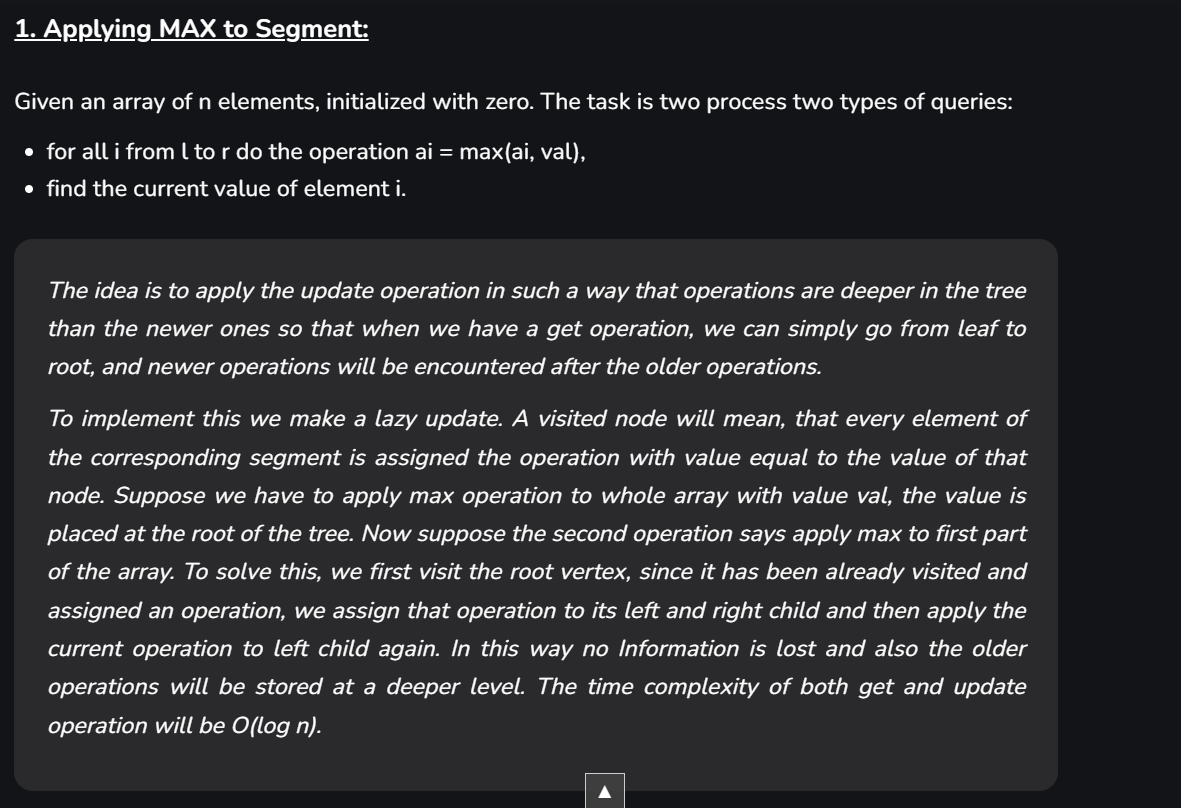 1. Applying MAX to Segment:
Given an array of n elements, initialized with zero. The task is two process two types of queries:
• for all i from l to r do the operation ai = max(ai, val),
• find the current value of element i.
The idea is to apply the update operation in such a way that operations are deeper in the tree
than the newer ones so that when we have a get operation, we can simply go from leaf to
root, and newer operations will be encountered after the older operations.
To implement this we make a lazy update. A visited node will mean, that every element of
the corresponding segment is assigned the operation with value equal to the value of that
node. Suppose we have to apply max operation to whole array with value val, the value is
placed at the root of the tree. Now suppose the second operation says apply max to first part
of the array. To solve this, we first visit the root vertex, since it has been already visited and
assigned an operation, we assign that operation to its left and right child and then apply the
current operation to left child again. In this way no Information is lost and also the older
operations will be stored at a deeper level. The time complexity of both get and update
operation will be O(log n).
▲